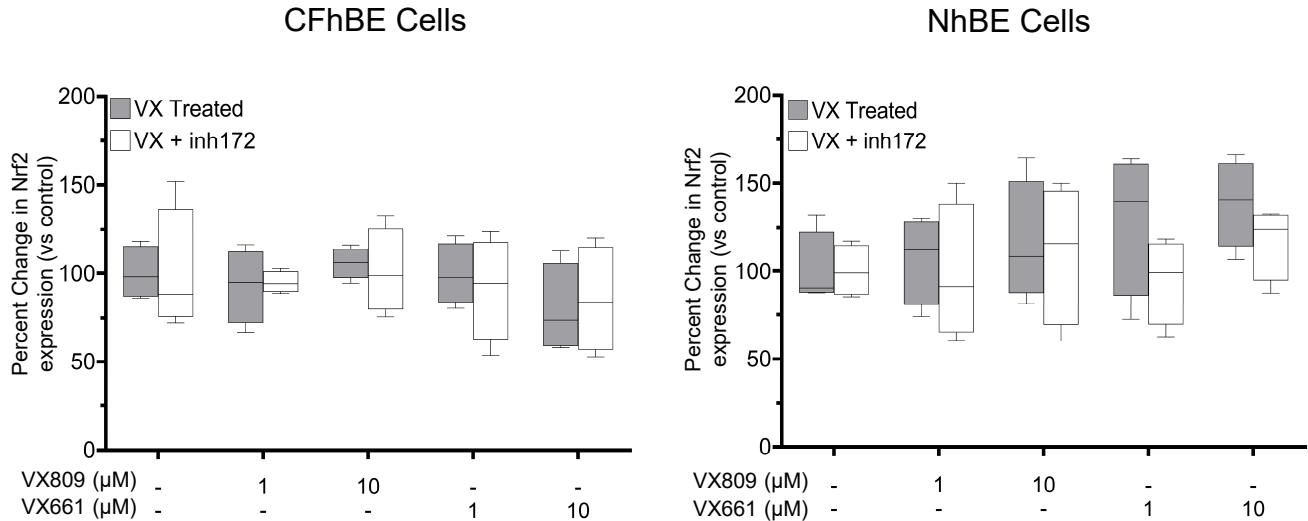 CFhBE Cells
Percent Change in Nrf2
expression (vs control)
200
150
100
50
0
VX Treated
VX + inh172
VX809 (µM) - 1 10 - -
VX661 (µM) - - - 1 10
NhBE Cells
Percent Change in Nrf2
expression (vs control)
200
150
100
50
0
VX Treated
VX + inh172
VX809 (µM) - 1 10 - -
VX661 (µM) - - - 1 10